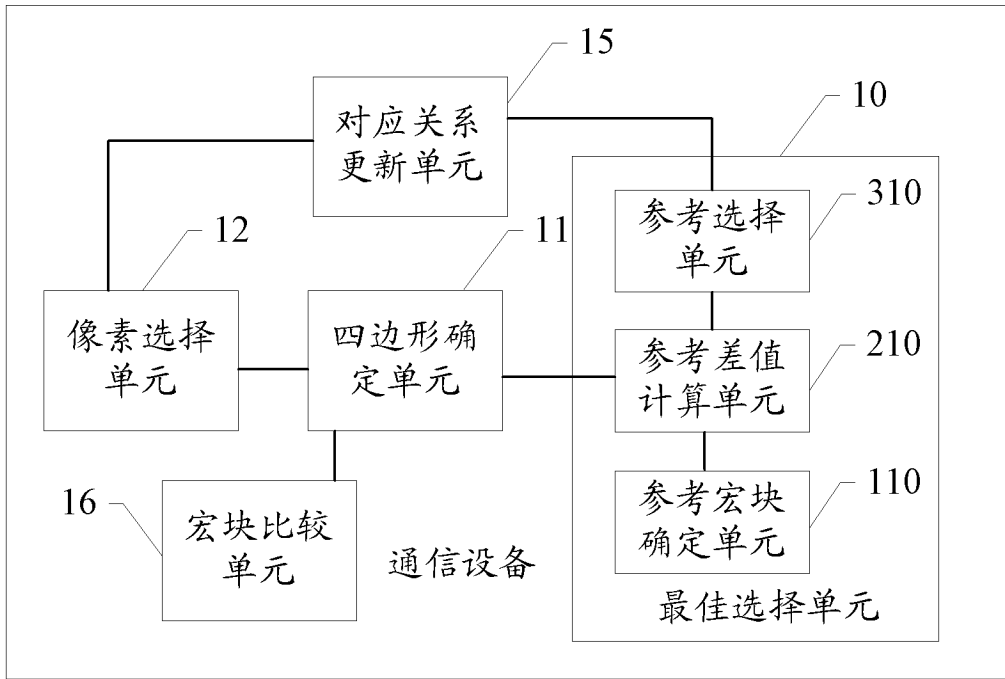 15
对应关系
更新单元
10
参考选择
单元
310
12
像素选择
单元
11
四边形确
定单元
参考差值
计算单元
210
16
宏块比较
单元
参考宏块
确定单元
110
通信设备
最佳选择单元